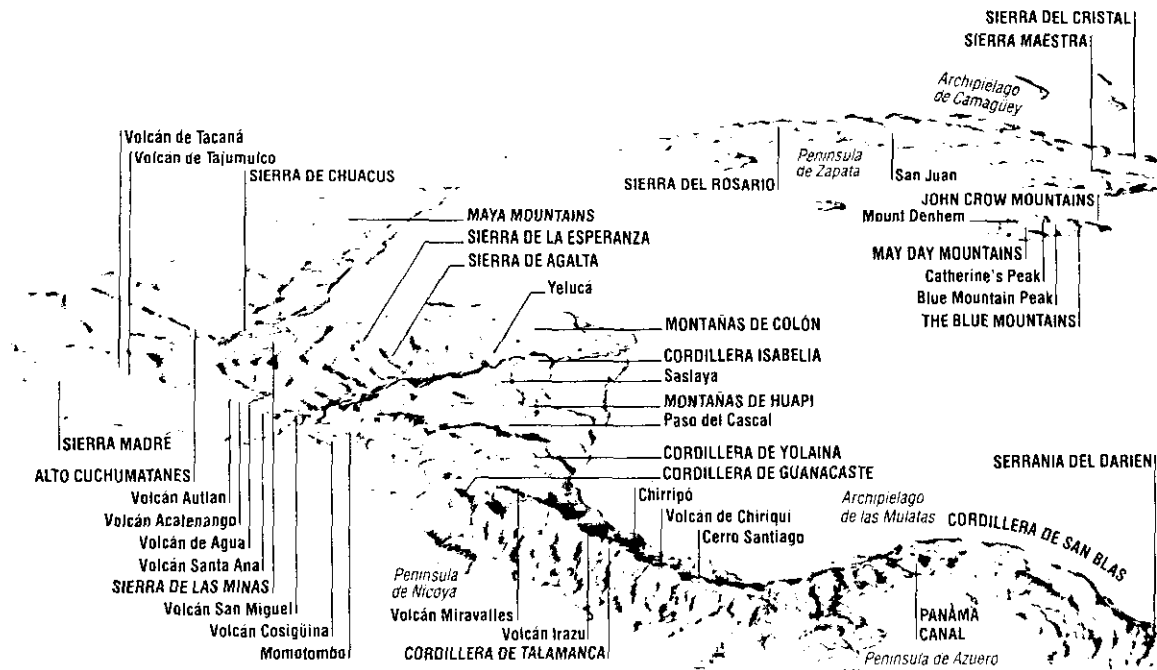 SIERRA DEL CRISTAL
SIERRA MAESTRA
Archipiélago
de Camagüey
Volcán de Tacaná
Volcán de Tajumulco
SIERRA DE CHUACUS
SIERRA DEL ROSARIO
Peninsula
de Zapata
San Juan
JOHN CROW MOUNTAINS
Mount Denhem
MAY DAY MOUNTAINS
Catherine's Peak
Blue Mountain Peak
THE BLUE MOUNTAINS
MAYA MOUNTAINS
SIERRA DE LA ESPERANZA
SIERRA DE AGALTA
Yelucá
MONTAÑAS DE COLÓN
CORDILLERA ISABELIA
Saslaya
MONTAÑAS DE HUAPI
Paso del Cascal
CORDILLERA DE YOLAINA
CORDILLERA DE GUANACASTE
SIERRA MADRE
ALTO CUCHUMATANES
Volcán Autlan
Volcán Acatenango
Volcán de Agua
Volcán Santa Ana
SIERRA DE LAS MINAS
Volcán San Miguel
Volcán Cosigüina
Momotombo
Chirripó
Volcán de Chiriqui
Cerro Santiago
Peninsula
de Nicoya
Volcán Miravalles
Volcán Irazu
CORDILLERA DE TALAMANCA
Archipiélago
de las Mulatas
SERRANIA DEL DARIEN
CORDILLERA DE SAN BLAS
PANAMA
CANAL
Peninsula de Azuero